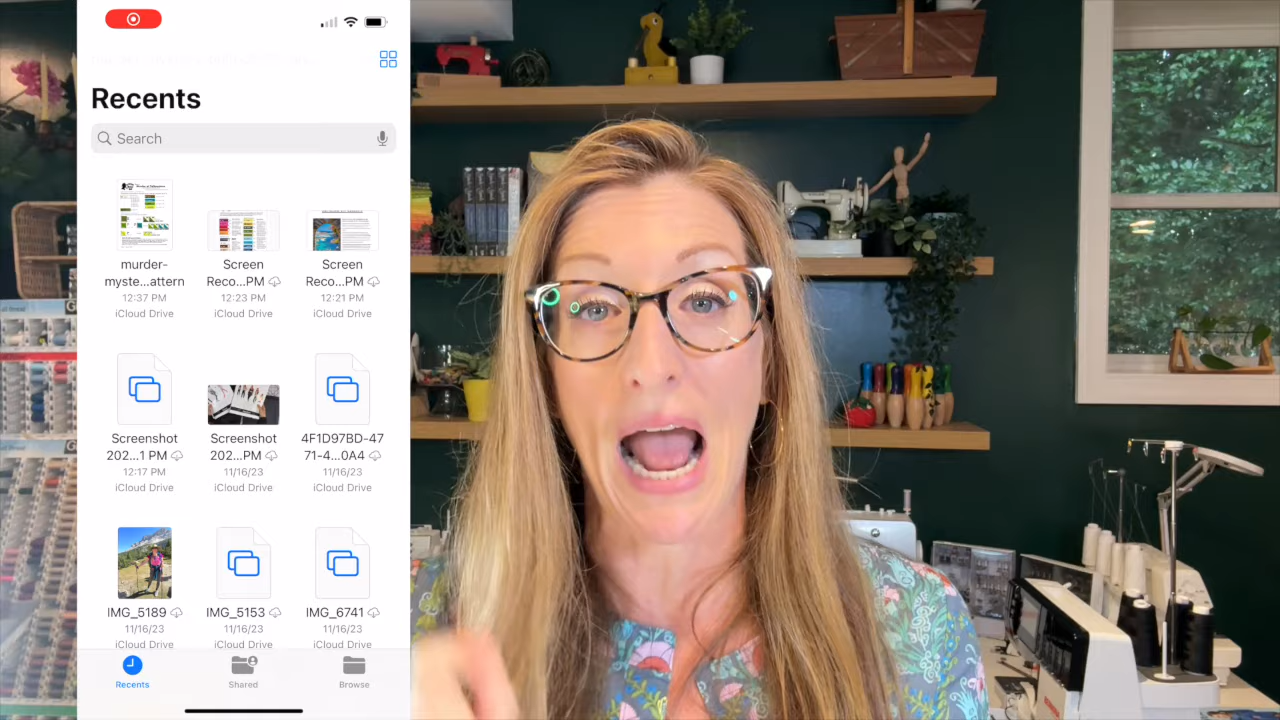 Recents
Search
murder-
myste...attern
12:37 PM
iCloud Drive
Screen
Reco...PM
12:23 PM
iCloud Drive
Screen
Reco...PM
12:21 PM
iCloud Drive
Screenshot
202...1 PM
12:17 PM
iCloud Drive
Screenshot
202...PM
11/16/23
iCloud Drive
4F1D97BD-47
71-4...0A4
11/16/23
iCloud Drive
IMG_5189
11/16/23
iCloud Drive
IMG_5153
11/16/23
iCloud Drive
IMG_6741
11/16/23
iCloud Drive
Recents
Shared
Browse